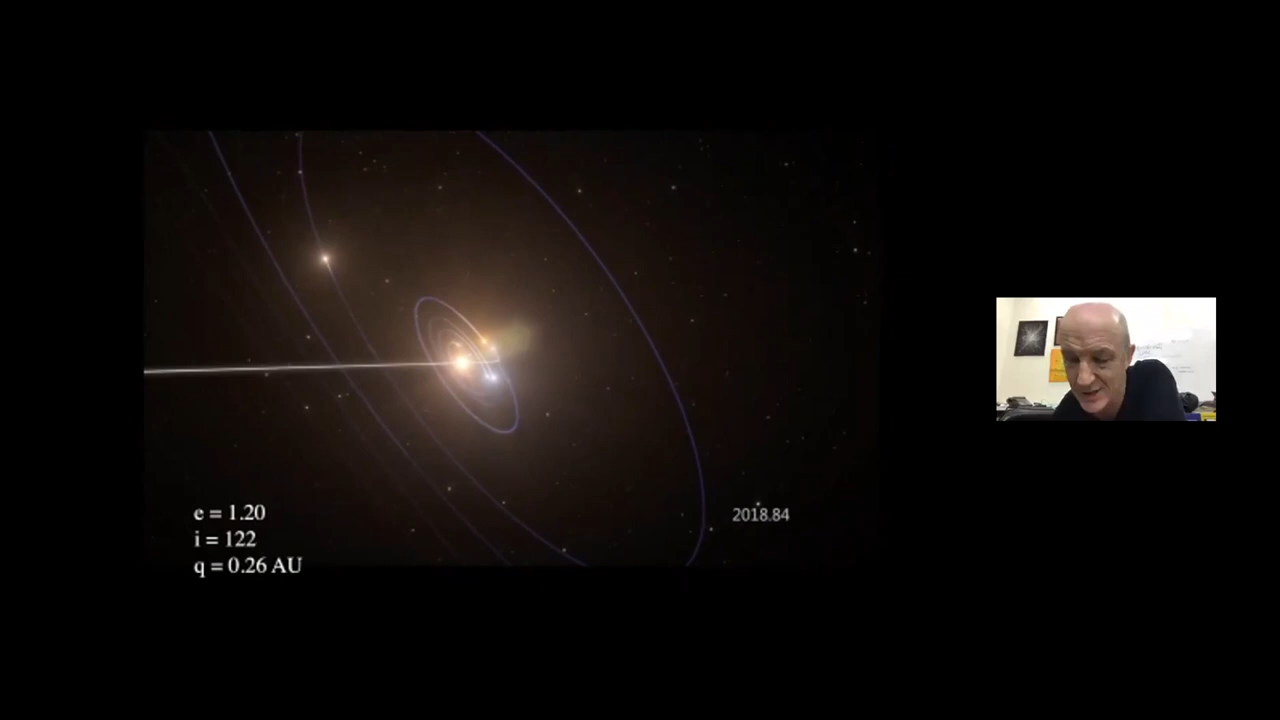 e = 1.20
i = 122
q = 0.26 AU
2018.84